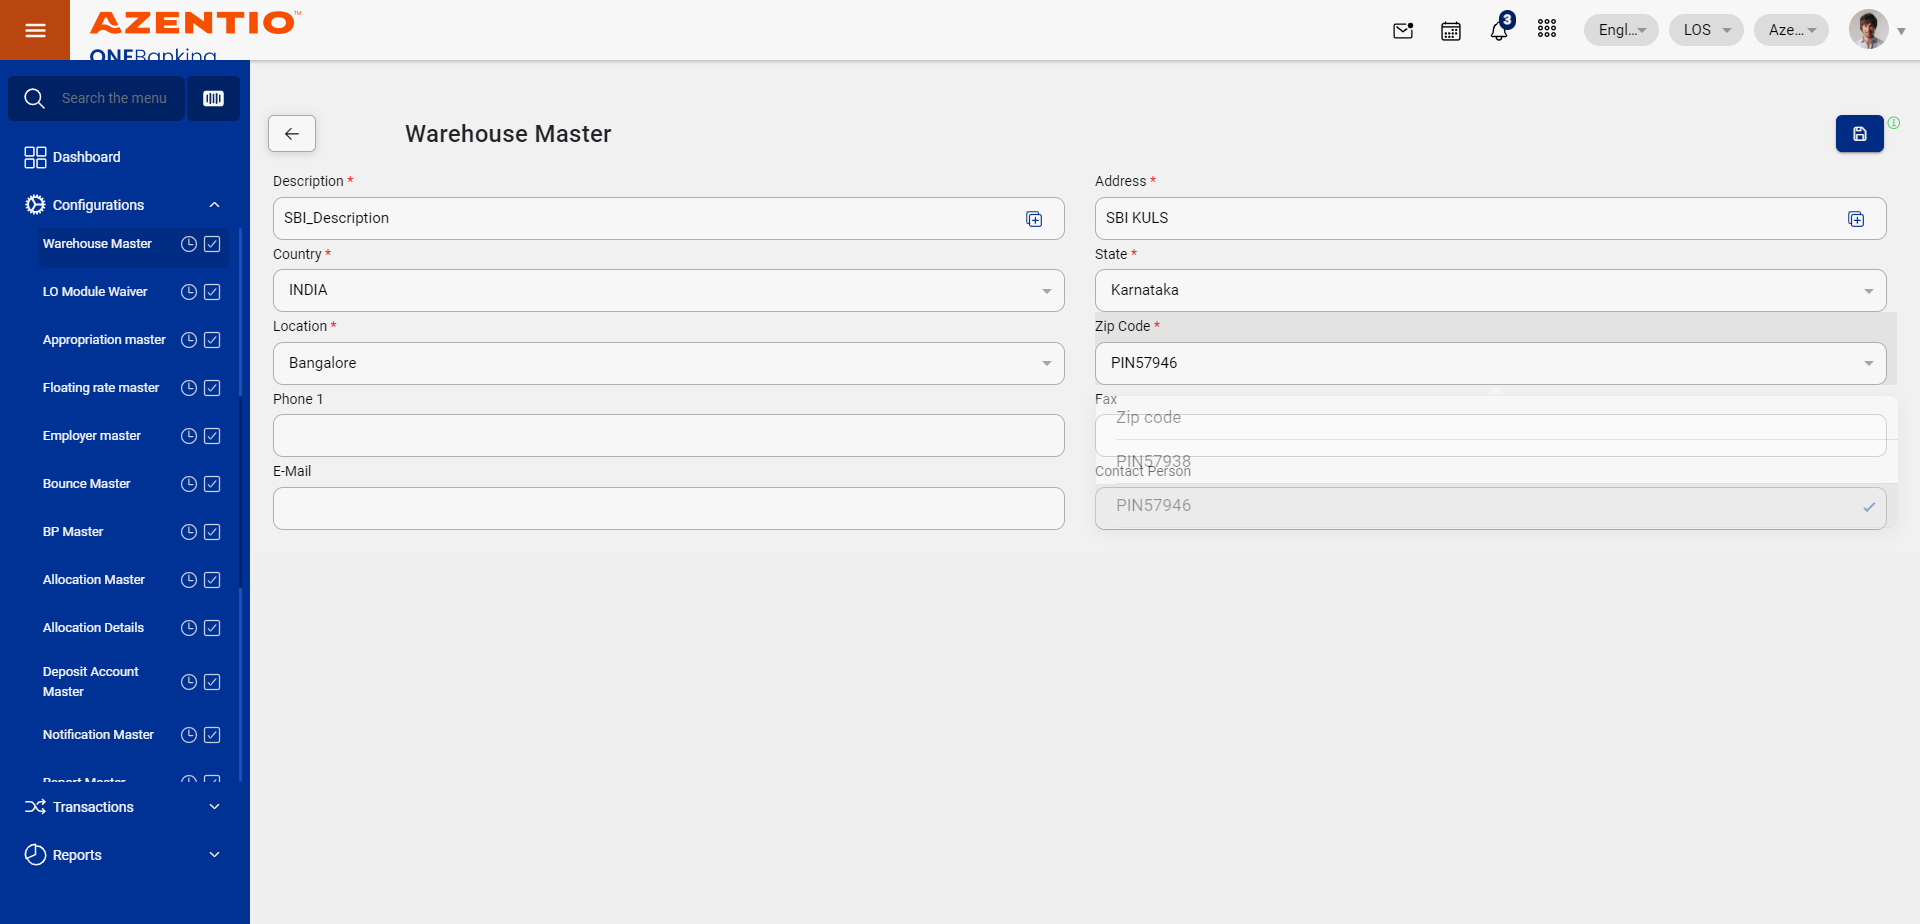 AZENTIO™
ONEBanking
3
Engl...
LOS
Aze...
Search the menu
Dashboard
Configurations
Warehouse Master
LO Module Waiver
Appropriation master
Floating rate master
Employer master
Bounce Master
BP Master
Allocation Master
Allocation Details
Deposit Account
Master
Notification Master
Report Master
Transactions
Reports
Warehouse Master
Description *
SBI_Description
Address *
SBI KULS
Country *
INDIA
State *
Karnataka
Location *
Bangalore
Zip Code *
PIN57946
Phone 1
Fax
Zip code
PIN57938
E-Mail
Contact Person
PIN57946